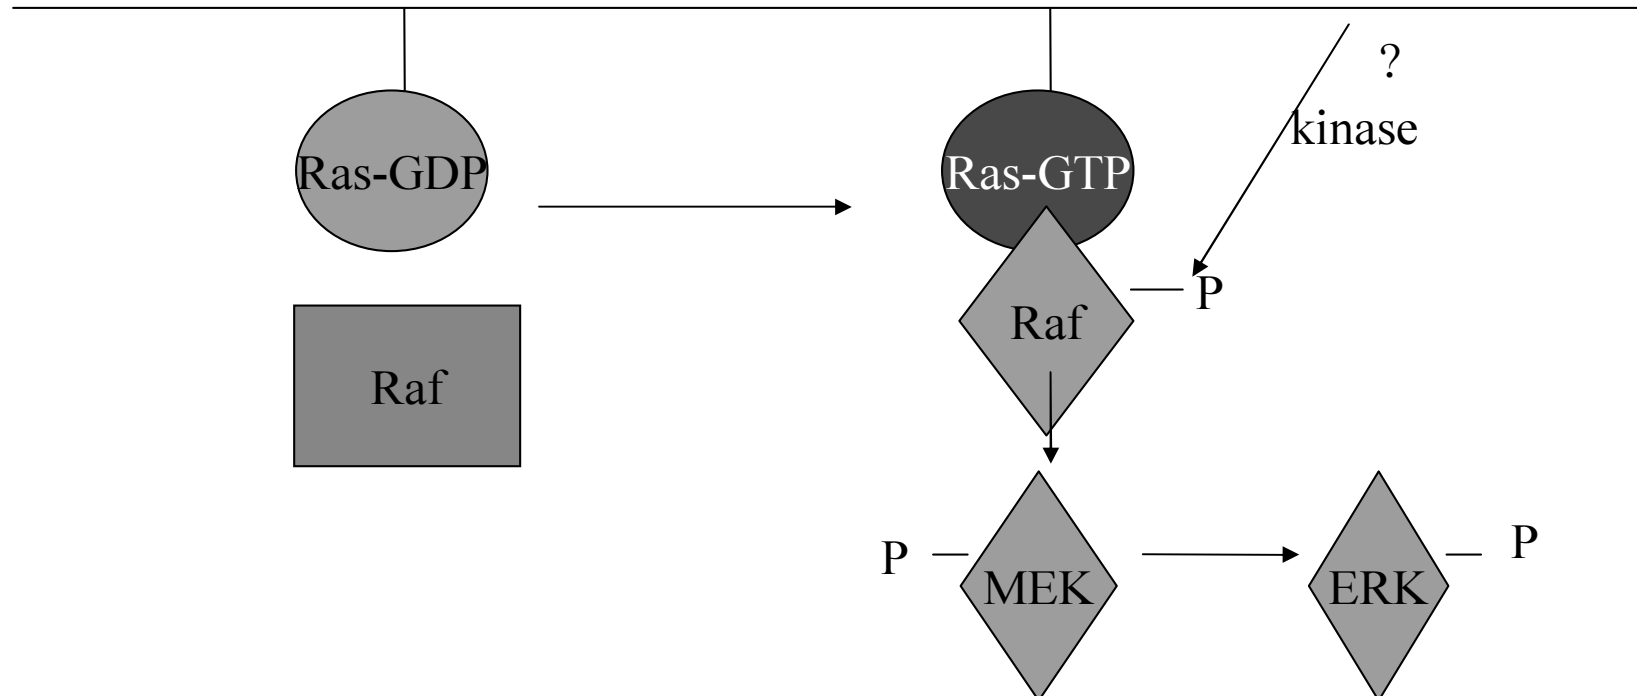 ?
kinase
Ras-GDP
Ras-GTP
P
Raf
Raf
P
MEK
ERK
P